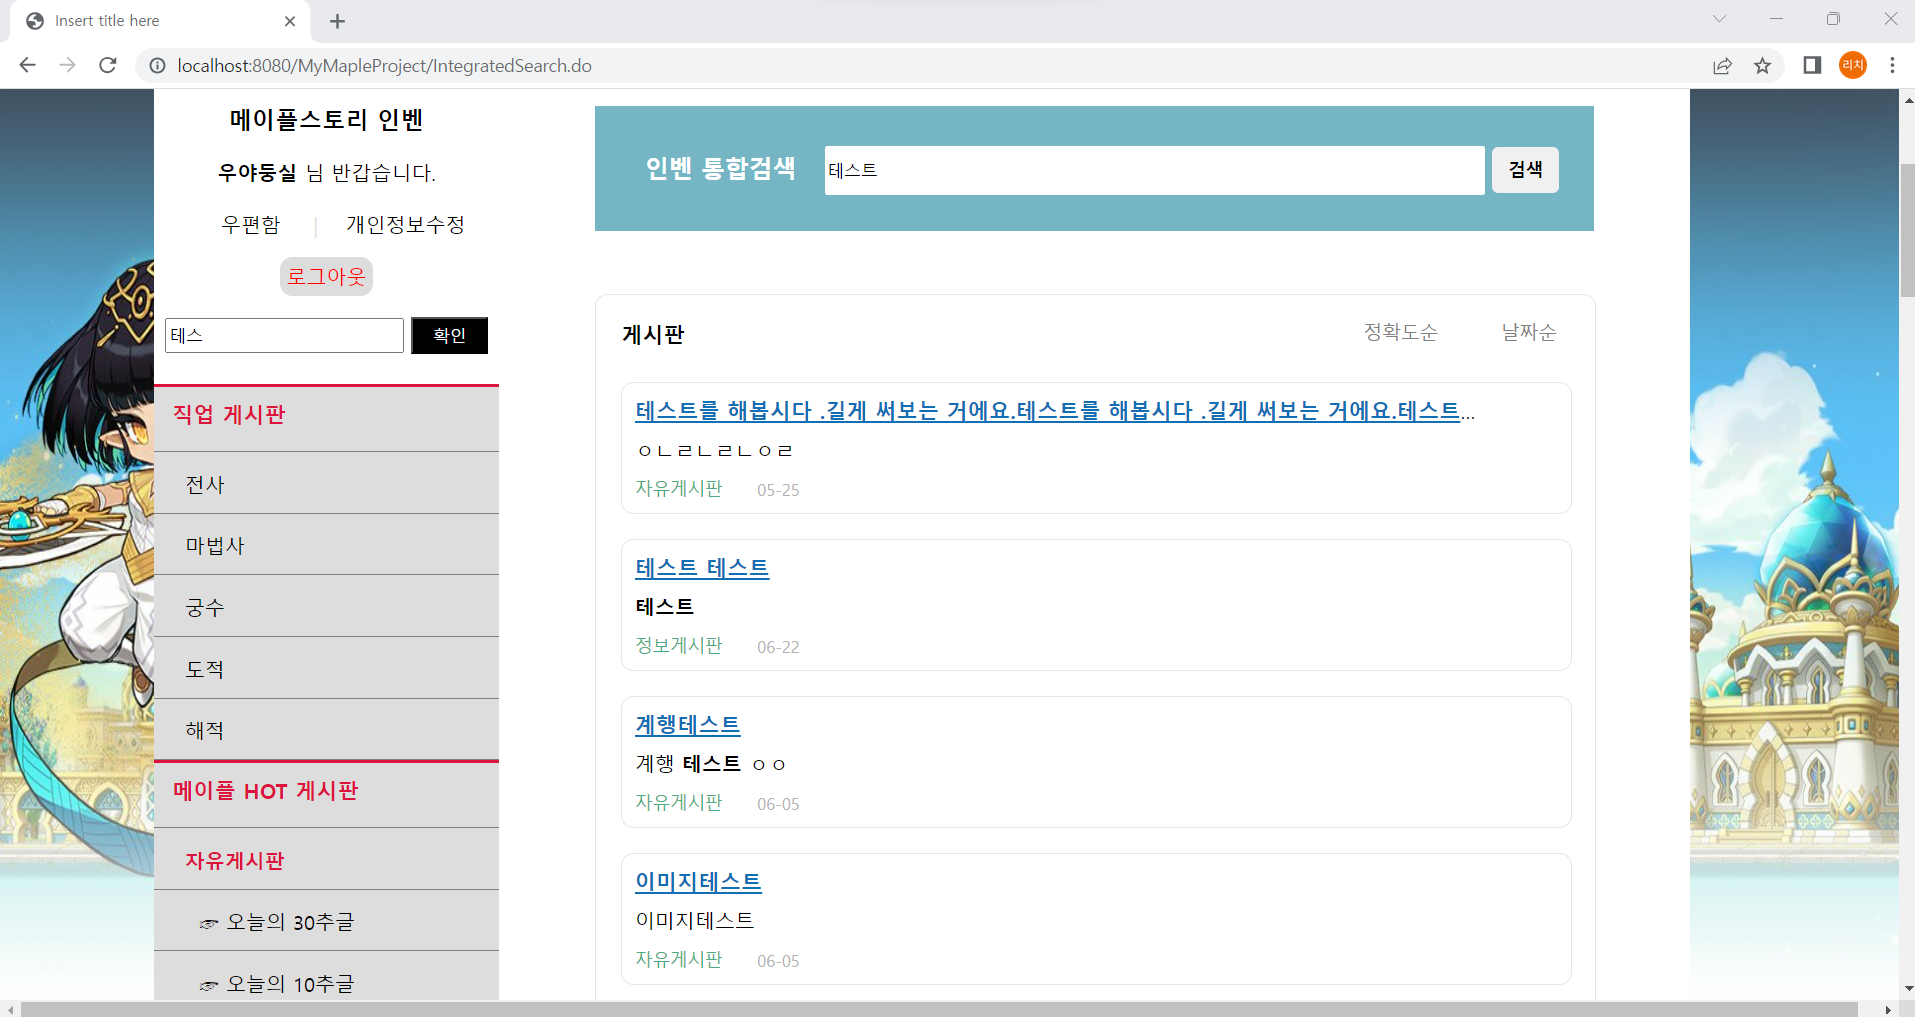 Insert title here
localhost:8080/MyMapleProject/IntegratedSearch.do
리치
메이플스토리 인벤
우야둥실 님 반갑습니다.
우편함 | 개인정보수정
로그아웃
테스 확인
직업 게시판
전사
마법사
궁수
도적
해적
메이플 HOT 게시판
자유게시판
☞ 오늘의 30추글
☞ 오늘의 10추글
인벤 통합검색 테스트 검색
게시판 정확도순 날짜순
테스트를 해봅시다 .길게 써보는 거에요.테스트를 해봅시다 .길게 써보는 거에요.테스트...
ㅇㄴㄹㄴㄹㄴㅇㄹ
자유게시판 05-25
테스트 테스트
테스트
정보게시판 06-22
계행테스트
계행 테스트 ㅇㅇ
자유게시판 06-05
이미지테스트
이미지테스트
자유게시판 06-05